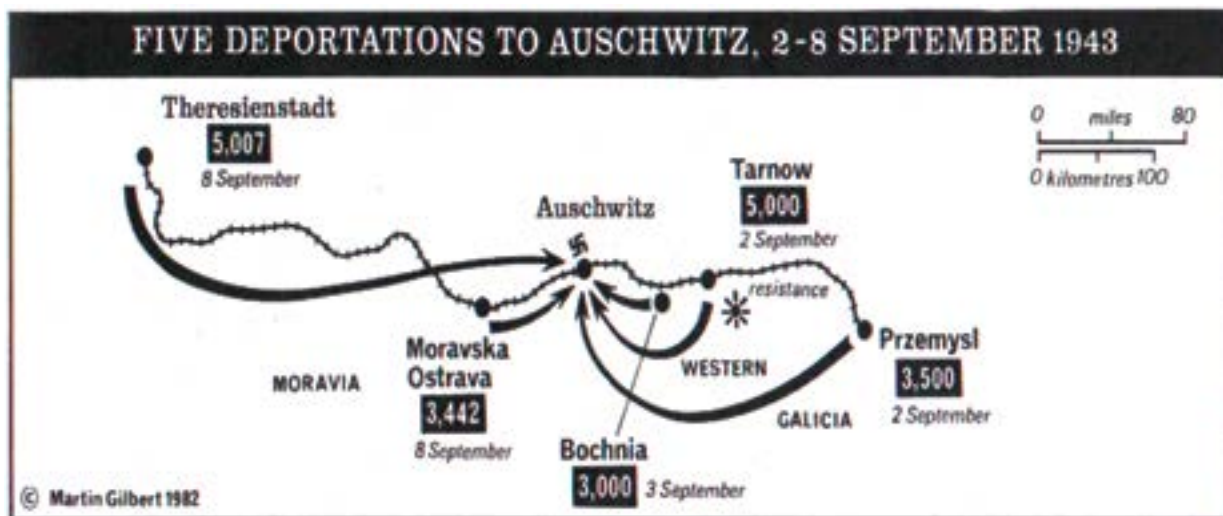 FIVE DEPORTATIONS TO AUSCHWITZ, 2-8 SEPTEMBER 1943
Theresienstadt
5,007
8 September
0 miles 80
0 kilometres 100
Tarnow
5,000
2 September
Auschwitz
resistance
Przemysl
3,500
2 September
Moravska
Ostrava
3,442
8 September
MORAVIA
WESTERN
GALICIA
Bochnia
3,000 3 September
© Martin Gilbert 1982